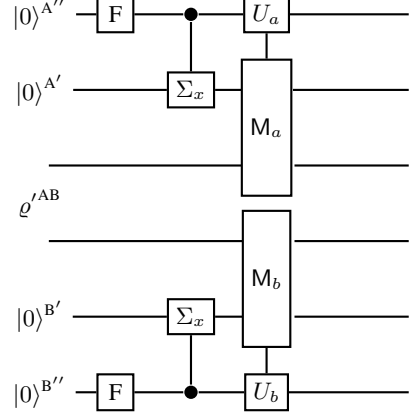 |0⟩^{A''} F U_a
|0⟩^{A'} Σ_x
M_a
ϱ'^{AB}
M_b
|0⟩^{B'} Σ_x
|0⟩^{B''} F U_b